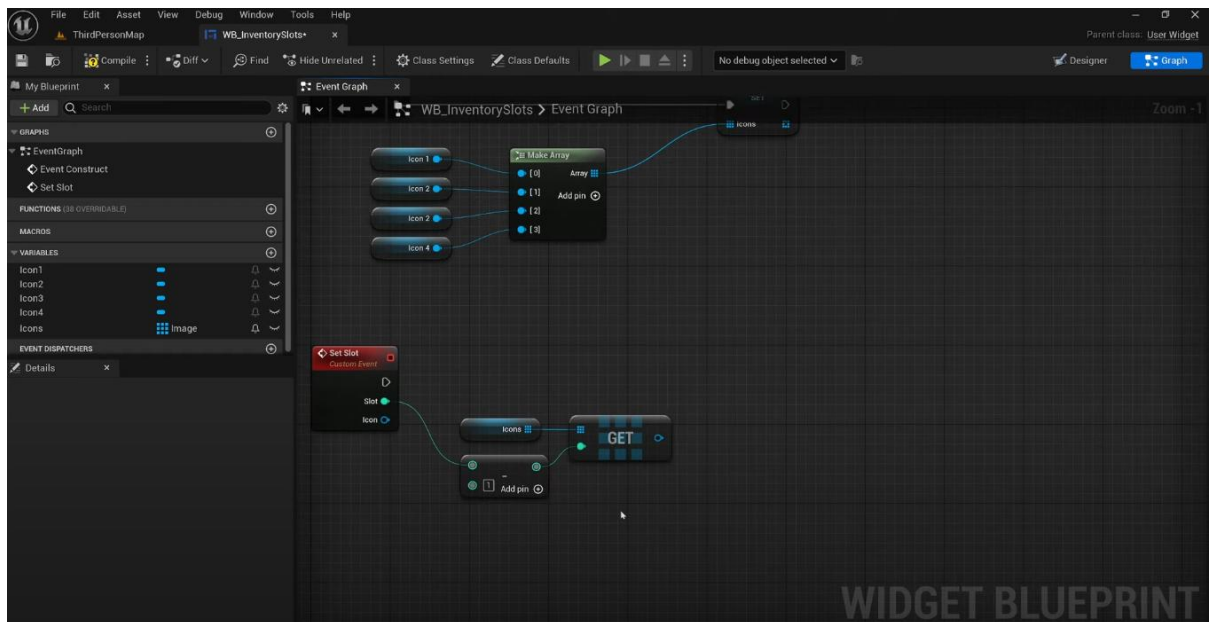 File Edit Asset View Debug Window Tools Help
ThirdPersonMap
WB_InventorySlots•
Parent class: User Widget
Compile
Diff
Find
Hide Unrelated
Class Settings
Class Defaults
No debug object selected
Designer
Graph
My Blueprint
Event Graph
Add
Search
WB_InventorySlots > Event Graph
Zoom -1
GRAPHS
EventGraph
Event Construct
Set Slot
FUNCTIONS (38 OVERRIDABLE)
MACROS
VARIABLES
Icon1
Icon2
Icon3
Icon4
Icons Image
EVENT DISPATCHERS
Details
SET
Icons
Icon 1
Icon 2
Icon 2
Icon 4
Make Array
[0] Array
[1] Add pin
[2]
[3]
Set Slot
Custom Event
Slot
Icon
Icons
GET
-
1 Add pin
WIDGET BLUEPRINT